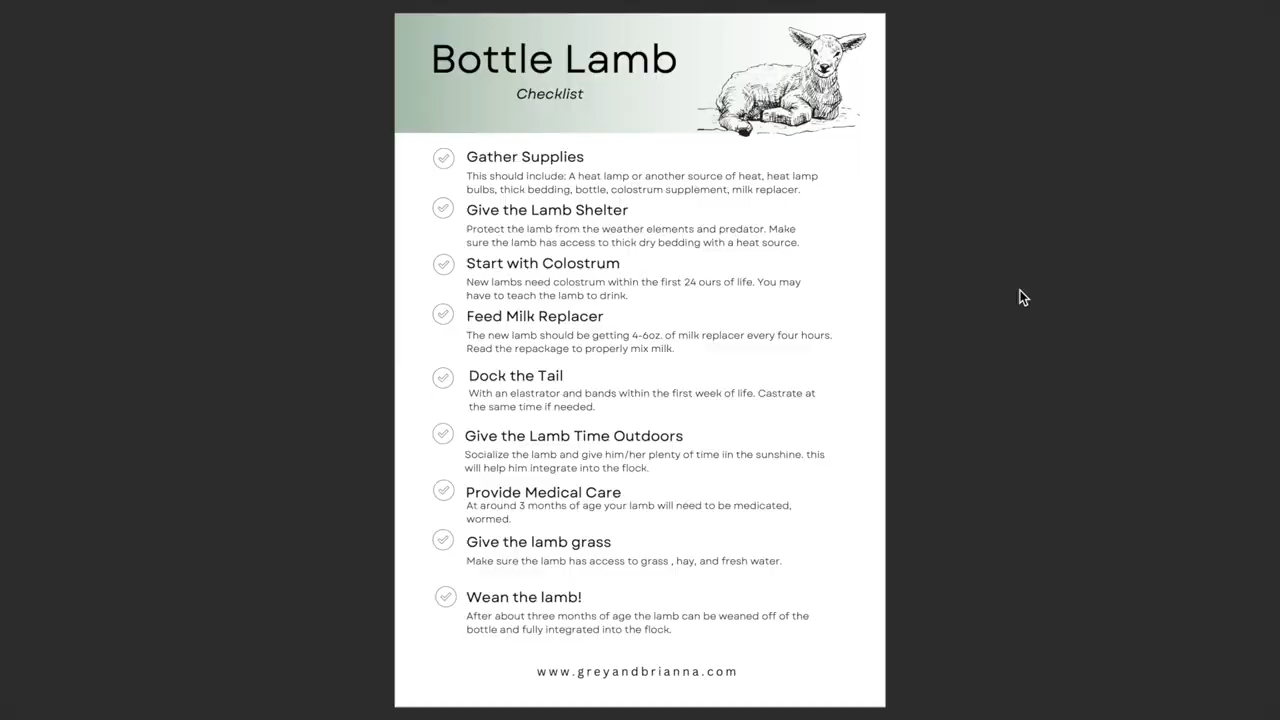 Bottle Lamb
Checklist
Gather Supplies
This should include: A heat lamp or another source of heat, heat lamp
bulbs, thick bedding, bottle, colostrum supplement, milk replacer.
Give the Lamb Shelter
Protect the lamb from the weather elements and predator. Make
sure the lamb has access to thick dry bedding with a heat source.
Start with Colostrum
New lambs need colostrum within the first 24 ours of life. You may
have to teach the lamb to drink.
Feed Milk Replacer
The new lamb should be getting 4-6oz. of milk replacer every four hours.
Read the repackage to properly mix milk.
Dock the Tail
With an elastrator and bands within the first week of life. Castrate at
the same time if needed.
Give the Lamb Time Outdoors
Socialize the lamb and give him/her plenty of time iin the sunshine. this
will help him integrate into the flock.
Provide Medical Care
At around 3 months of age your lamb will need to be medicated,
wormed.
Give the lamb grass
Make sure the lamb has access to grass , hay, and fresh water.
Wean the lamb!
After about three months of age the lamb can be weaned off of the
bottle and fully integrated into the flock.
www.greyandbrianna.com